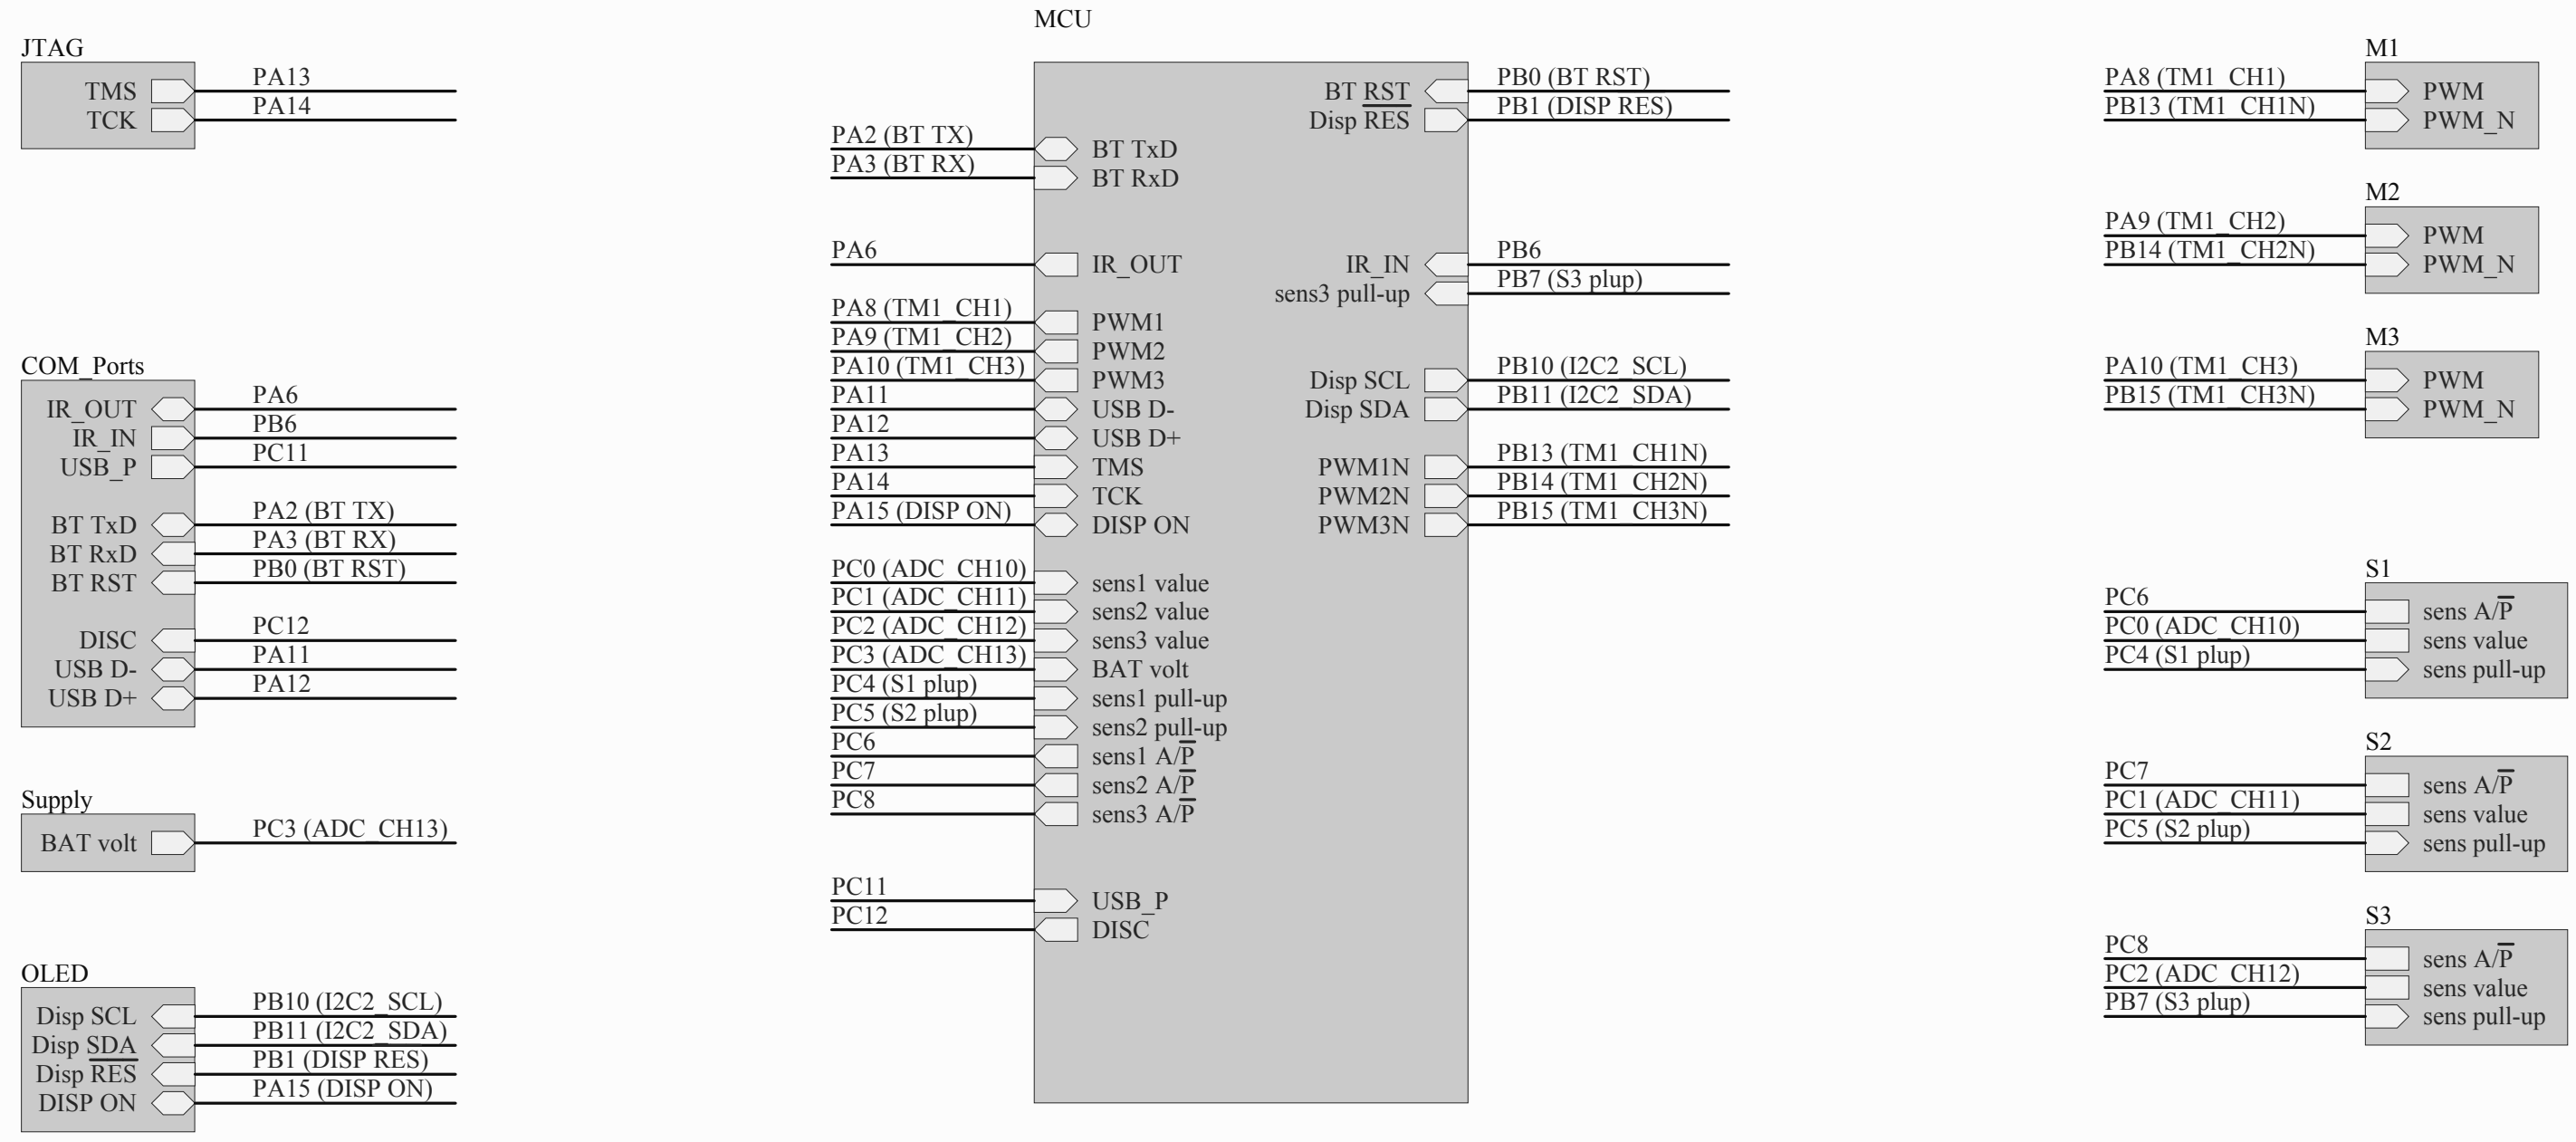 JTAG
TMS PA13
TCK PA14
COM_Ports
IR_OUT PA6
IR_IN PB6
USB_P PC11
BT TxD PA2 (BT TX)
BT RxD PA3 (BT RX)
BT RST PB0 (BT RST)
DISC PC12
USB D- PA11
USB D+ PA12
Supply
BAT volt PC3 (ADC_CH13)
OLED
Disp SCL PB10 (I2C2_SCL)
Disp SDA PB11 (I2C2_SDA)
Disp RES PB1 (DISP RES)
DISP ON PA15 (DISP ON)
MCU
PA2 (BT TX) BT TxD
PA3 (BT RX) BT RxD
PA6 IR_OUT
PA8 (TM1_CH1) PWM1
PA9 (TM1_CH2) PWM2
PA10 (TM1_CH3) PWM3
PA11 USB D-
PA12 USB D+
PA13 TMS
PA14 TCK
PA15 (DISP ON) DISP ON
PC0 (ADC_CH10) sens1 value
PC1 (ADC_CH11) sens2 value
PC2 (ADC_CH12) sens3 value
PC3 (ADC_CH13) BAT volt
PC4 (S1 plup) sens1 pull-up
PC5 (S2 plup) sens2 pull-up
PC6 sens1 A/P
PC7 sens2 A/P
PC8 sens3 A/P
PC11 USB_P
PC12 DISC
BT RST PB0 (BT RST)
Disp RES PB1 (DISP RES)
IR_IN PB6
sens3 pull-up PB7 (S3 plup)
Disp SCL PB10 (I2C2_SCL)
Disp SDA PB11 (I2C2_SDA)
PWM1N PB13 (TM1_CH1N)
PWM2N PB14 (TM1_CH2N)
PWM3N PB15 (TM1_CH3N)
M1
PA8 (TM1_CH1) PWM
PB13 (TM1_CH1N) PWM_N
M2
PA9 (TM1_CH2) PWM
PB14 (TM1_CH2N) PWM_N
M3
PA10 (TM1_CH3) PWM
PB15 (TM1_CH3N) PWM_N
S1
PC6 sens A/P
PC0 (ADC_CH10) sens value
PC4 (S1 plup) sens pull-up
S2
PC7 sens A/P
PC1 (ADC_CH11) sens value
PC5 (S2 plup) sens pull-up
S3
PC8 sens A/P
PC2 (ADC_CH12) sens value
PB7 (S3 plup) sens pull-up